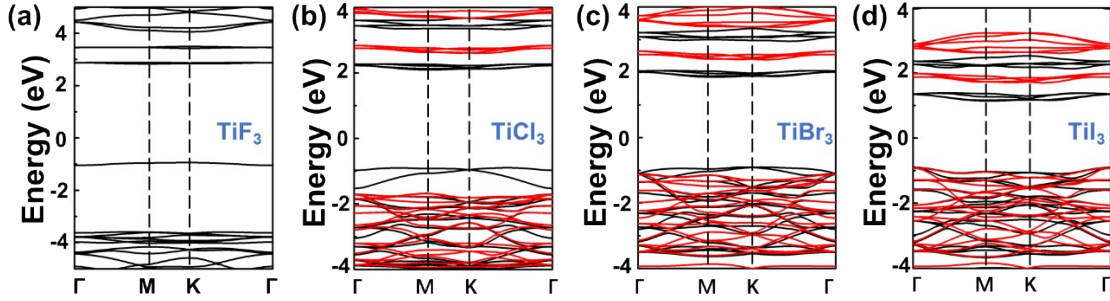 (a)
Energy (eV)
4
2
0
-2
-4
TiF3
Γ M K Γ
(b)
Energy (eV)
4
2
0
-2
-4
TiCl3
Γ M K Γ
(c)
Energy (eV)
4
2
0
-2
-4
TiBr3
Γ M K Γ
(d)
Energy (eV)
4
2
0
-2
-4
TiI3
Γ M K Γ